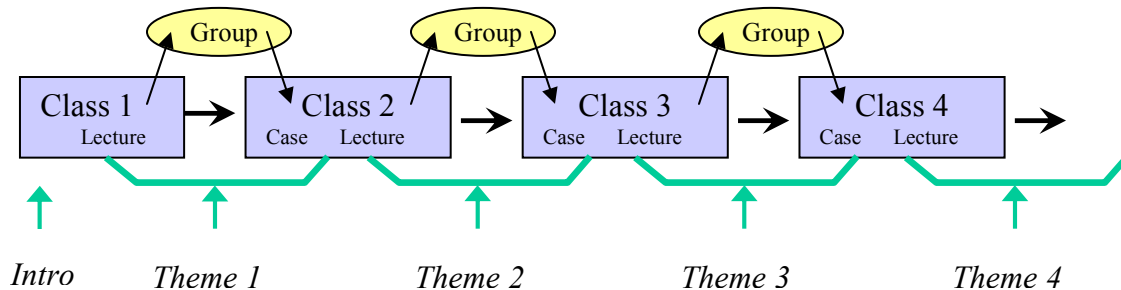 Group Group Group
Class 1 Class 2 Class 3 Class 4
Lecture Case Lecture Case Lecture Case Lecture
Intro Theme 1 Theme 2 Theme 3 Theme 4